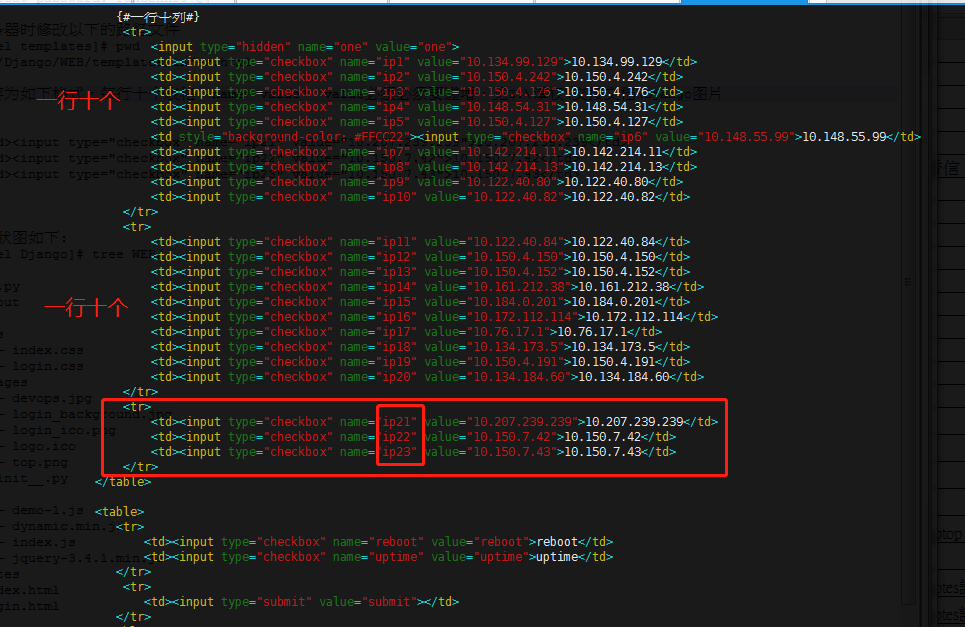 {#一行十列#}
<tr>
<input type="hidden" name="one" value="one">
<td><input type="checkbox" name="ip1" value="10.134.99.129">10.134.99.129</td>
<td><input type="checkbox" name="ip2" value="10.150.4.242">10.150.4.242</td>
<td><input type="checkbox" name="ip3" value="10.150.4.176">10.150.4.176</td>
一行十个
<td><input type="checkbox" name="ip4" value="10.148.54.31">10.148.54.31</td>
<td><input type="checkbox" name="ip5" value="10.150.4.127">10.150.4.127</td>
<td style="background-color: #FFCC22"><input type="checkbox" name="ip6" value="10.148.55.99">10.148.55.99</td>
<td><input type="checkbox" name="ip7" value="10.142.214.11">10.142.214.11</td>
<td><input type="checkbox" name="ip8" value="10.142.214.13">10.142.214.13</td>
<td><input type="checkbox" name="ip9" value="10.122.40.80">10.122.40.80</td>
<td><input type="checkbox" name="ip10" value="10.122.40.82">10.122.40.82</td>
</tr>
<tr>
<td><input type="checkbox" name="ip11" value="10.122.40.84">10.122.40.84</td>
<td><input type="checkbox" name="ip12" value="10.150.4.150">10.150.4.150</td>
<td><input type="checkbox" name="ip13" value="10.150.4.152">10.150.4.152</td>
<td><input type="checkbox" name="ip14" value="10.161.212.38">10.161.212.38</td>
<td><input type="checkbox" name="ip15" value="10.184.0.201">10.184.0.201</td>
一行十个
<td><input type="checkbox" name="ip16" value="10.172.112.114">10.172.112.114</td>
<td><input type="checkbox" name="ip17" value="10.76.17.1">10.76.17.1</td>
<td><input type="checkbox" name="ip18" value="10.134.173.5">10.134.173.5</td>
<td><input type="checkbox" name="ip19" value="10.150.4.191">10.150.4.191</td>
<td><input type="checkbox" name="ip20" value="10.134.184.60">10.134.184.60</td>
</tr>
<tr>
<td><input type="checkbox" name="ip21" value="10.207.239.239">10.207.239.239</td>
<td><input type="checkbox" name="ip22" value="10.150.7.42">10.150.7.42</td>
<td><input type="checkbox" name="ip23" value="10.150.7.43">10.150.7.43</td>
</tr>
</table>
<table>
<tr>
<td><input type="checkbox" name="reboot" value="reboot">reboot</td>
<td><input type="checkbox" name="uptime" value="uptime">uptime</td>
</tr>
<tr>
<td><input type="submit" value="submit"></td>
</tr>
index.css
login.css
devops.jpg
login_background.jpg
login_ico.png
logo.ico
top.png
demo-1.js
index.js